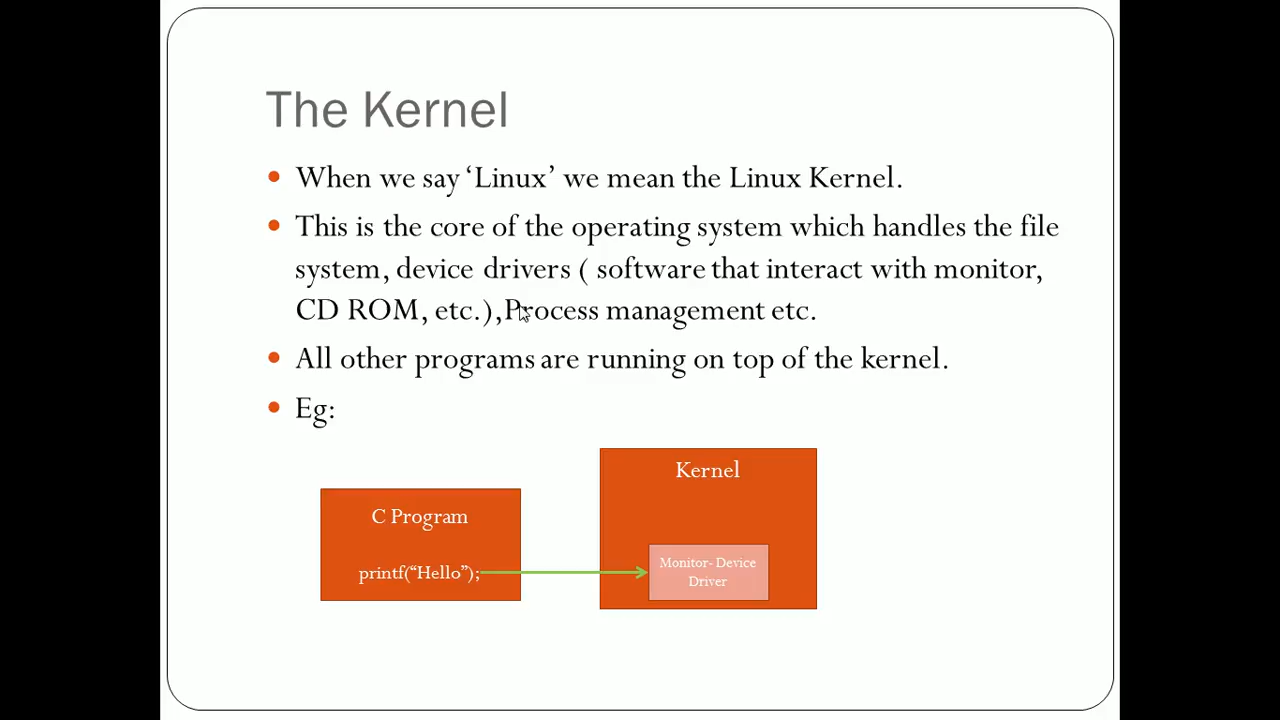 The Kernel
When we say ‘Linux’ we mean the Linux Kernel.
This is the core of the operating system which handles the file
system, device drivers ( software that interact with monitor,
CD ROM, etc.),Process management etc.
All other programs are running on top of the kernel.
Eg:
C Program
printf(“Hello”);
Kernel
Monitor- Device
Driver